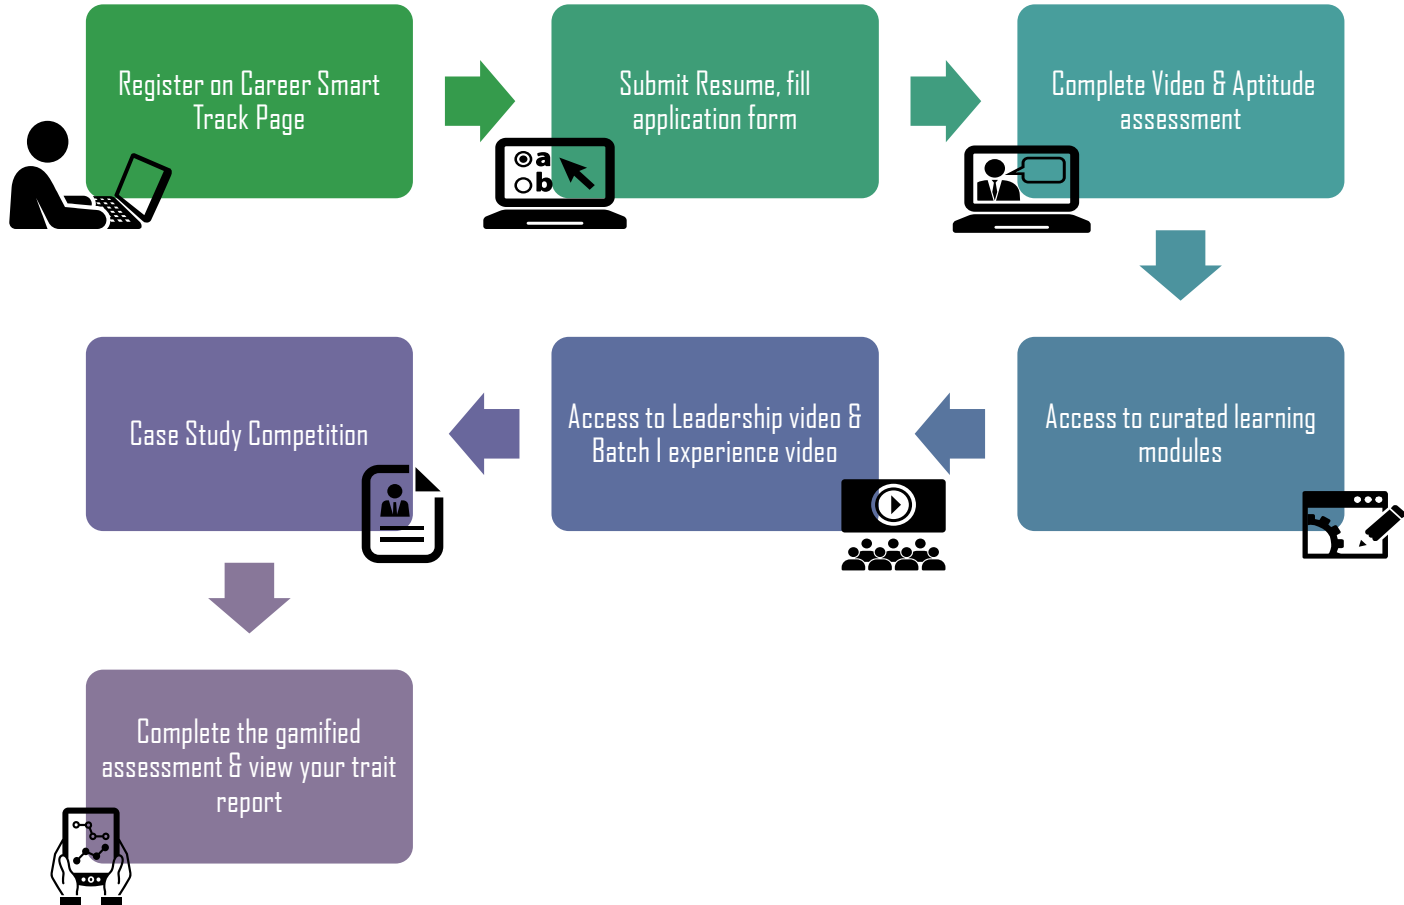 Register on Career Smart
Track Page
Submit Resume, fill
application form
a
b
Complete Video & Aptitude
assessment
Access to curated learning
modules
Access to Leadership video &
Batch I experience video
Case Study Competition
Complete the gamified
assessment & view your trait
report